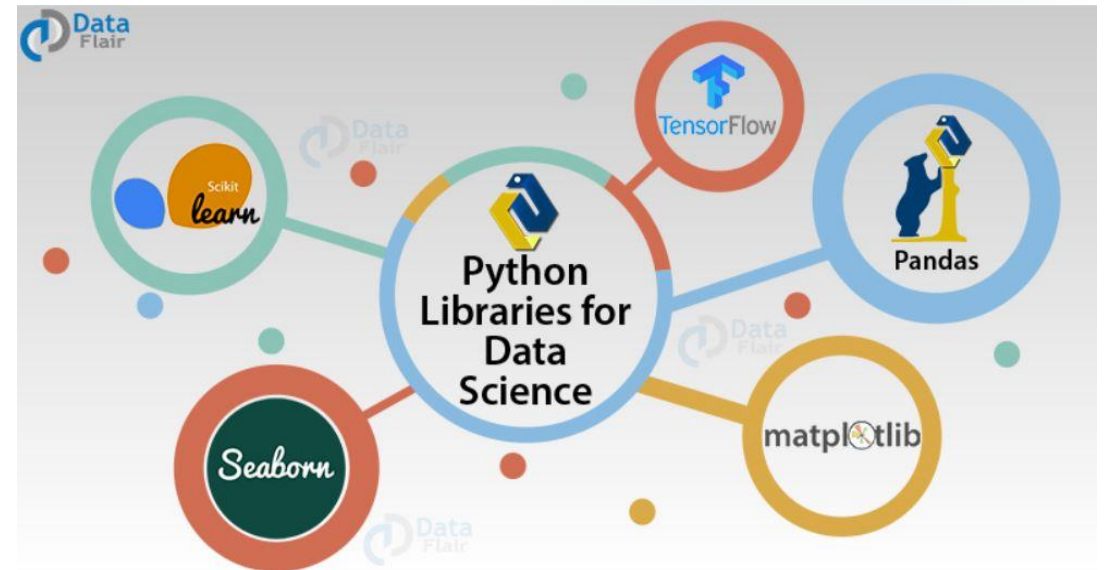 Data
Flair
TensorFlow
Scikit
learn
Data
Flair
Pandas
Python
Libraries for
Data
Science
Data
Flair
matplotlib
Seaborn
Data
Flair